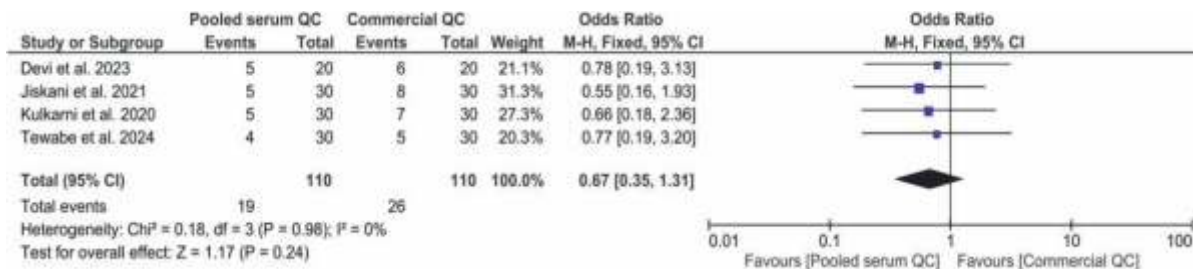 Pooled serum QC Commercial QC Odds Ratio Odds Ratio
Study or Subgroup Events Total Events Total Weight M-H, Fixed, 95% CI M-H, Fixed, 95% CI
Devi et al. 2023 5 20 6 20 21.1% 0.78 [0.19, 3.13]
Jiskani et al. 2021 5 30 8 30 31.3% 0.55 [0.16, 1.93]
Kulkarni et al. 2020 5 30 7 30 27.3% 0.66 [0.18, 2.36]
Tewabe et al. 2024 4 30 5 30 20.3% 0.77 [0.19, 3.20]
Total (95% CI) 110 110 100.0% 0.67 [0.35, 1.31]
Total events 19 26
Heterogeneity: Chi² = 0.18, df = 3 (P = 0.98); I² = 0%
Test for overall effect: Z = 1.17 (P = 0.24)
0.01 0.1 1 10 100
Favours [Pooled serum QC] Favours [Commercial QC]